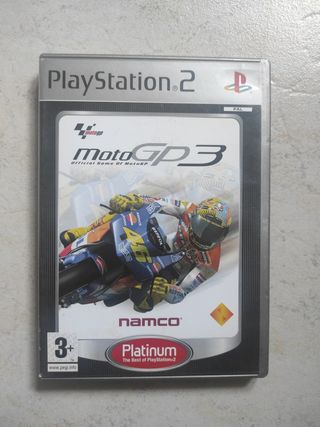 PlayStation®2
PAL
MotoGP
MotoGP3
Official Game Of MotoGP
46
namco
3+
www.pegi.info
Platinum
The Best of PlayStation®2